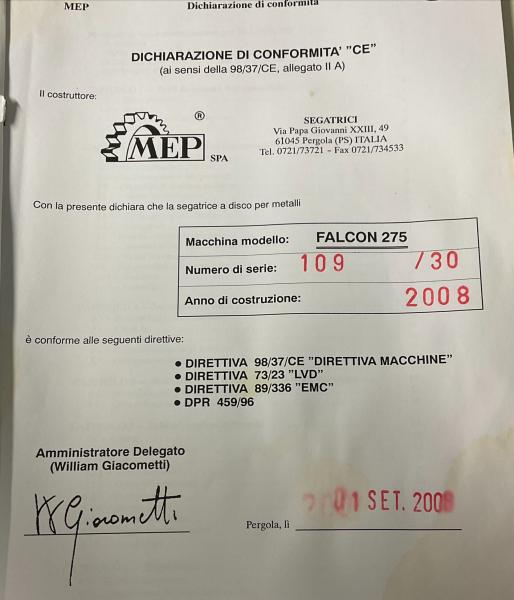 MEP Dichiarazione di conformità
DICHIARAZIONE DI CONFORMITA' "CE"
(ai sensi della 98/37/CE, allegato II A)
Il costruttore:
MEP ® SPA
SEGATRICI
Via Papa Giovanni XXIII, 49
61045 Pergola (PS) ITALIA
Tel. 0721/73721 - Fax 0721/734533
Con la presente dichiara che la segatrice a disco per metalli
Macchina modello: FALCON 275
Numero di serie: 109 /30
Anno di costruzione: 2008
è conforme alle seguenti direttive:
• DIRETTIVA 98/37/CE "DIRETTIVA MACCHINE"
• DIRETTIVA 73/23 "LVD"
• DIRETTIVA 89/336 "EMC"
• DPR 459/96
Amministratore Delegato
(William Giacometti)
W Giacometti
Pergola, lì 01 SET. 2008